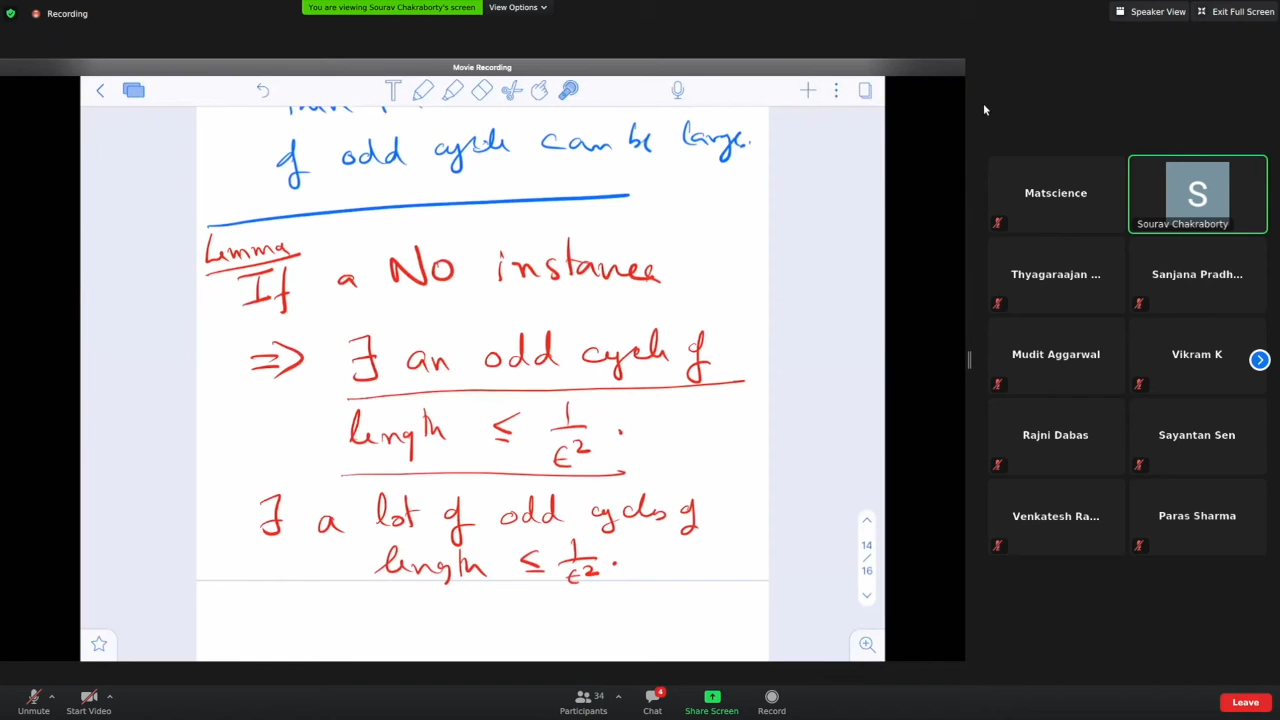 Recording
You are viewing Sourav Chakraborty's screen
View Options
Speaker View
Exit Full Screen
Movie Recording
of odd cycle can be large.
Lemma
If a No instance
=> ∃ an odd cycle of
length ≤ 1/ε².
∃ a lot of odd cycles of
length ≤ 1/ε² .
14
/
16
Matscience
S
Sourav Chakraborty
Thyagaraajan ...
Sanjana Pradh...
Mudit Aggarwal
Vikram K
Rajni Dabas
Sayantan Sen
Venkatesh Ra...
Paras Sharma
Unmute
Start Video
34
Participants
4
Chat
Share Screen
Record
Leave